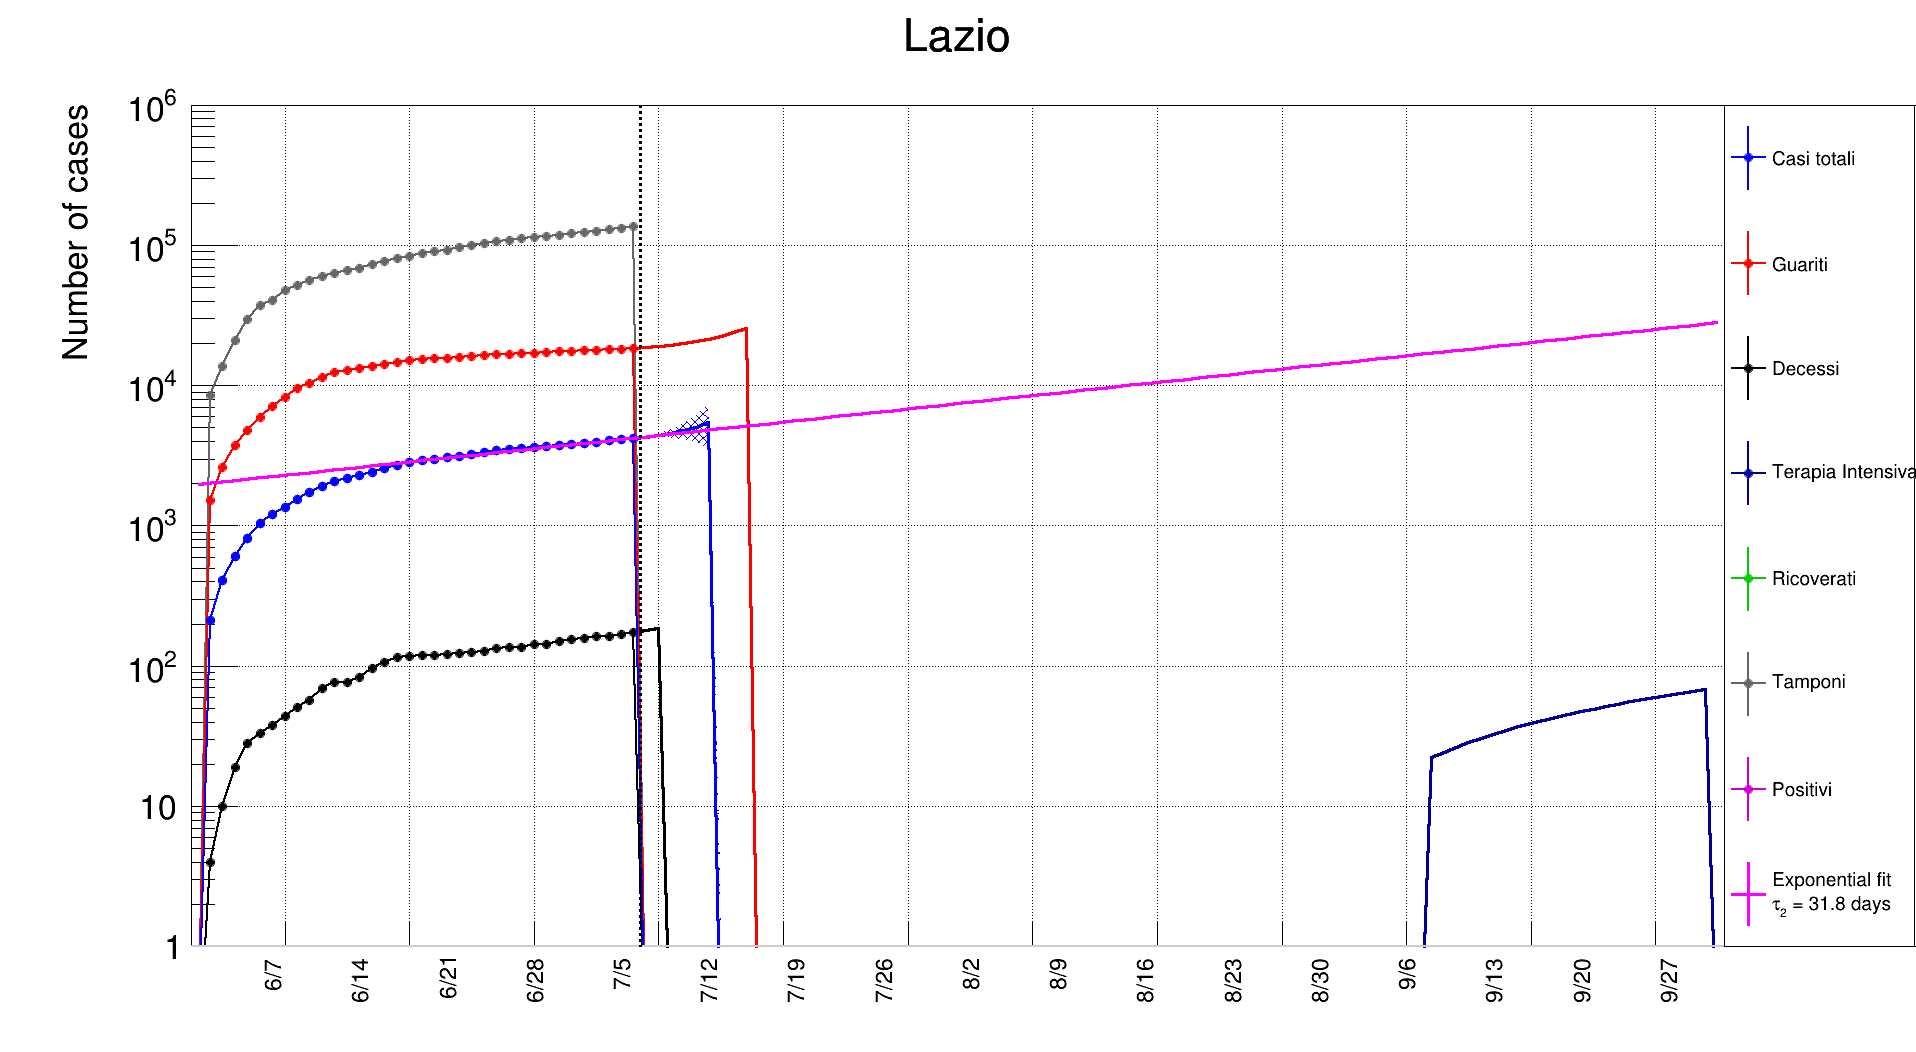 Lazio
Number of cases
10^6
10^5
10^4
10^3
10^2
10
1
6/7
6/14
6/21
6/28
7/5
7/12
7/19
7/26
8/2
8/9
8/16
8/23
8/30
9/6
9/13
9/20
9/27
Casi totali
Guariti
Decessi
Terapia Intensiva
Ricoverati
Tamponi
Positivi
Exponential fit
τ₂ = 31.8 days